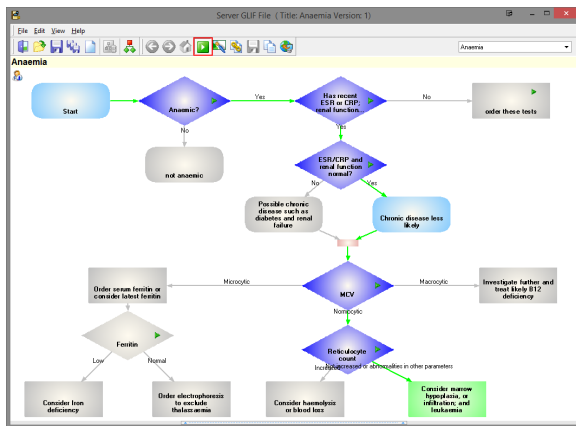 Server GLIF File ( Title: Anaemia Version: 1)
File Edit View Help
Anaemia
Anaemia
Start
Anaemic?
Yes
Has recent
ESR or CRP;
renal function...
No
oder these tests
No
Yes
not anaemic
ESR/CRP and
renal function
normal?
No
Yes
Possible chronic
disease such as
diabetes and renal
failure
Chronic disease less
likely
Order serum ferritin or
consider latest ferritin
Microcytic
MCV
Macrocytic
Investigate further and
treat likely B12
deficiency
Normocytic
Ferritin
Reticulocyte
count
Low
Normal
Increased
Not increased or abnormalities in other parameters
Consider Iron
deficiency
Order electrophoresis
to exclude
thalassaemia
Consider haemolysis
or blood loss
Consider marrow
hypoplaxia, or
infiltration; and
leukaemia